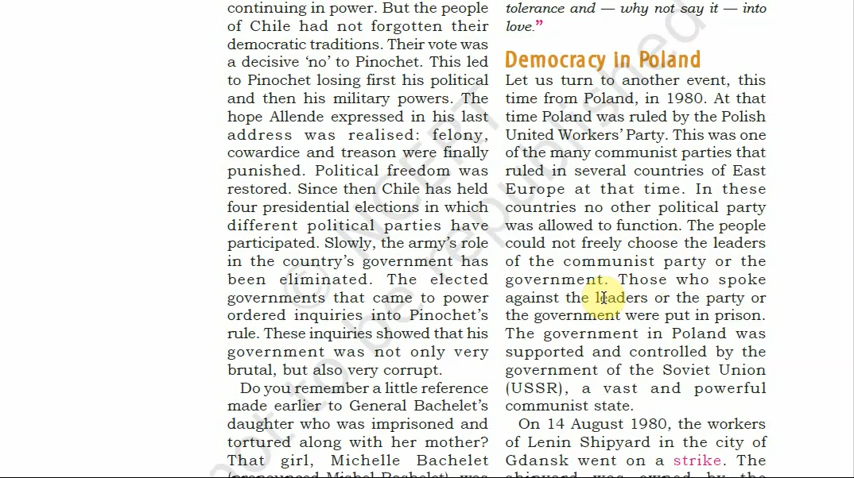 continuing in power. But the people
of Chile had not forgotten their
democratic traditions. Their vote was
a decisive ‘no’ to Pinochet. This led
to Pinochet losing first his political
and then his military powers. The
hope Allende expressed in his last
address was realised: felony,
cowardice and treason were finally
punished. Political freedom was
restored. Since then Chile has held
four presidential elections in which
different political parties have
participated. Slowly, the army’s role
in the country’s government has
been eliminated. The elected
governments that came to power
ordered inquiries into Pinochet’s
rule. These inquiries showed that his
government was not only very
brutal, but also very corrupt.
Do you remember a little reference
made earlier to General Bachelet’s
daughter who was imprisoned and
tortured along with her mother?
That girl, Michelle Bachelet
(pronounced Mishel Bashelet), was
tolerance and — why not say it — into
love.”
Democracy in Poland
Let us turn to another event, this
time from Poland, in 1980. At that
time Poland was ruled by the Polish
United Workers’ Party. This was one
of the many communist parties that
ruled in several countries of East
Europe at that time. In these
countries no other political party
was allowed to function. The people
could not freely choose the leaders
of the communist party or the
government. Those who spoke
against the leaders or the party or
the government were put in prison.
The government in Poland was
supported and controlled by the
government of the Soviet Union
(USSR), a vast and powerful
communist state.
On 14 August 1980, the workers
of Lenin Shipyard in the city of
Gdansk went on a strike. The
shipyard was owned by the
© NCERT
not to be republished